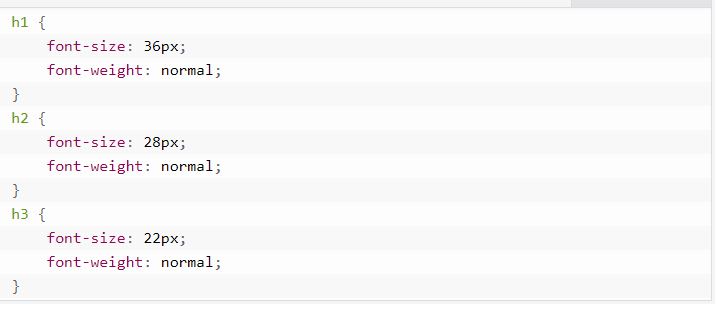 h1 {
    font-size: 36px;
    font-weight: normal;
}
h2 {
    font-size: 28px;
    font-weight: normal;
}
h3 {
    font-size: 22px;
    font-weight: normal;
}